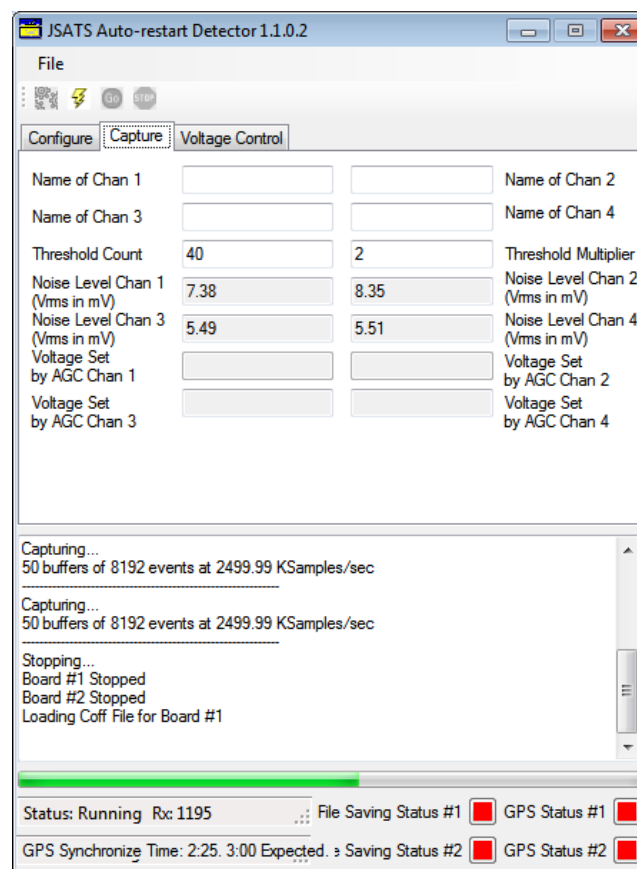 JSATS Auto-restart Detector 1.1.0.2
File
Go STOP
Configure Capture Voltage Control
Name of Chan 1 Name of Chan 2
Name of Chan 3 Name of Chan 4
Threshold Count 40 2 Threshold Multiplier
Noise Level Chan 1 (Vrms in mV) 7.38 8.35 Noise Level Chan 2 (Vrms in mV)
Noise Level Chan 3 (Vrms in mV) 5.49 5.51 Noise Level Chan 4 (Vrms in mV)
Voltage Set by AGC Chan 1 Voltage Set by AGC Chan 2
Voltage Set by AGC Chan 3 Voltage Set by AGC Chan 4
Capturing...
50 buffers of 8192 events at 2499.99 KSamples/sec
------------------------------------------------------------
Capturing...
50 buffers of 8192 events at 2499.99 KSamples/sec
------------------------------------------------------------
Stopping...
Board #1 Stopped
Board #2 Stopped
Loading Coff File for Board #1
Status: Running Rx: 1195 File Saving Status #1 GPS Status #1
GPS Synchronize Time: 2:25. 3:00 Expected. e Saving Status #2 GPS Status #2